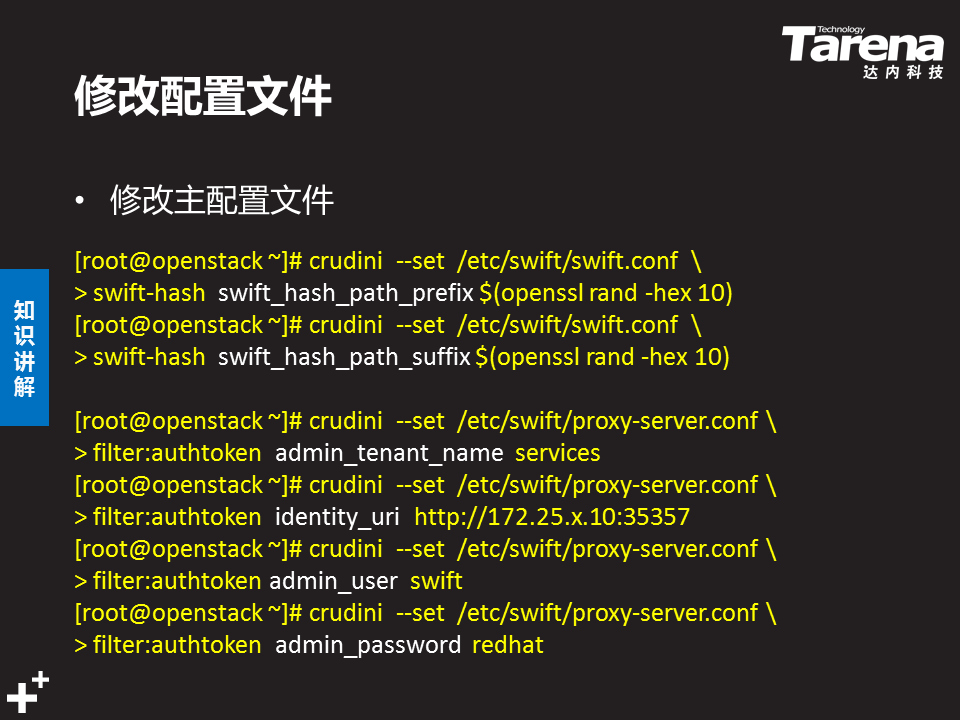 Technology
Tarena
达内科技
修改配置文件
• 修改主配置文件
[root@openstack ~]# crudini --set /etc/swift/swift.conf \
> swift-hash swift_hash_path_prefix $(openssl rand -hex 10)
[root@openstack ~]# crudini --set /etc/swift/swift.conf \
> swift-hash swift_hash_path_suffix $(openssl rand -hex 10)
[root@openstack ~]# crudini --set /etc/swift/proxy-server.conf \
> filter:authtoken admin_tenant_name services
[root@openstack ~]# crudini --set /etc/swift/proxy-server.conf \
> filter:authtoken identity_uri http://172.25.x.10:35357
[root@openstack ~]# crudini --set /etc/swift/proxy-server.conf \
> filter:authtoken admin_user swift
[root@openstack ~]# crudini --set /etc/swift/proxy-server.conf \
> filter:authtoken admin_password redhat
知识讲解